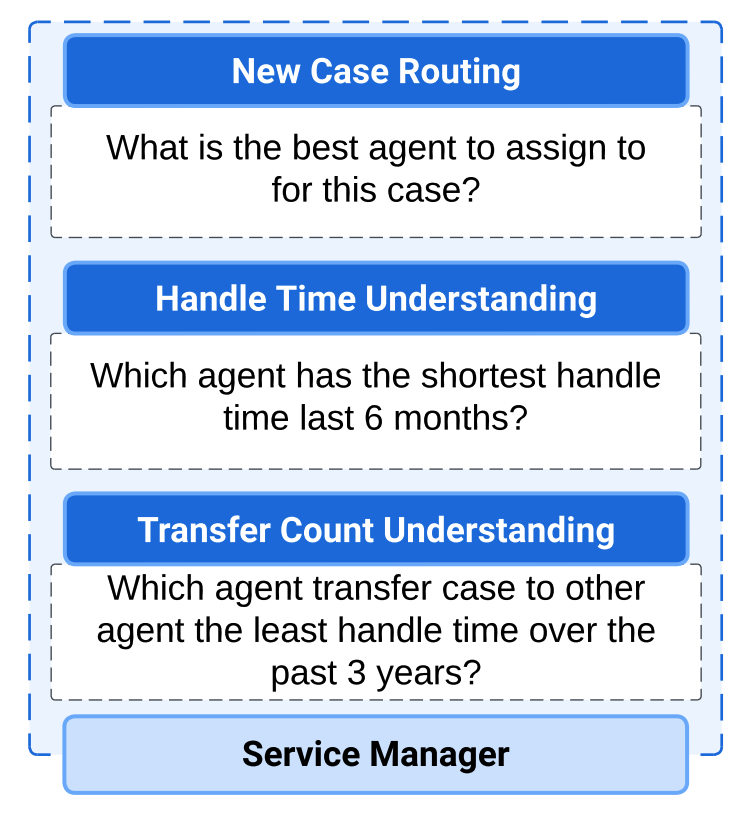 New Case Routing
What is the best agent to assign to
for this case?
Handle Time Understanding
Which agent has the shortest handle
time last 6 months?
Transfer Count Understanding
Which agent transfer case to other
agent the least handle time over the
past 3 years?
Service Manager